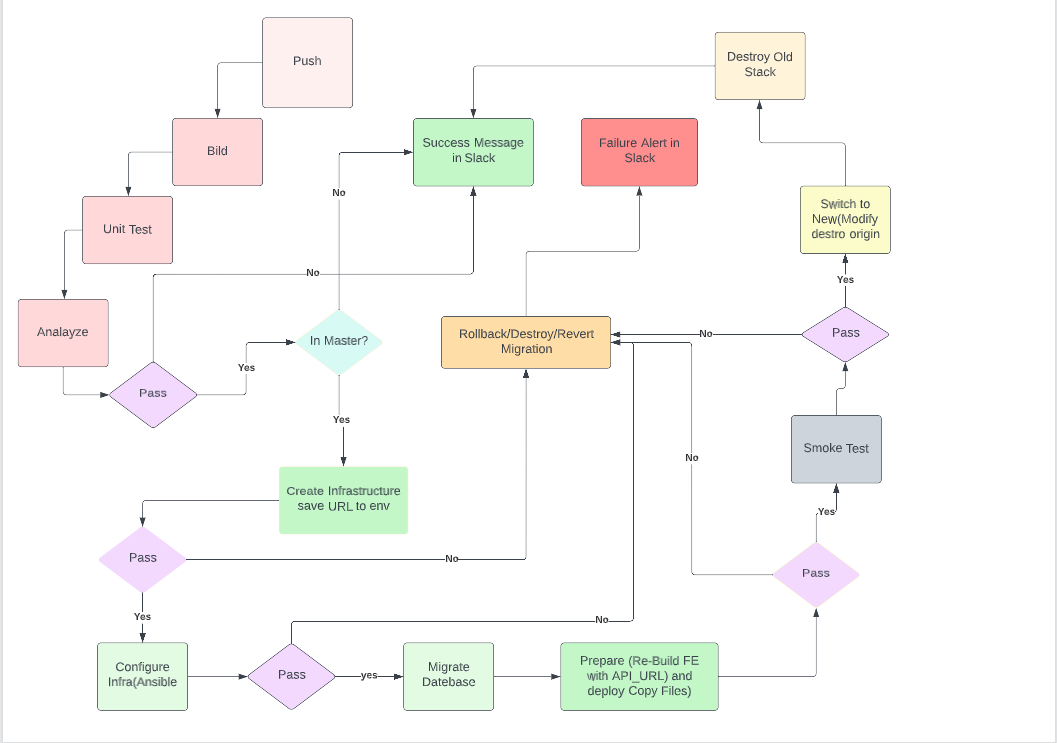 Push
Destroy Old
Stack
Bild
Success Message
in Slack
Failure Alert in
Slack
No
Unit Test
Switch to
New(Modify
destro origin
No
Yes
Analayze
In Master?
Rollback/Destroy/Revert
Migration
No
Pass
Yes
Pass
Yes
No
Smoke Test
Create Infrastructure
save URL to env
Yes
Pass
No
Pass
Yes
No
Configure
Infra(Ansible
Pass
yes
Migrate
Datebase
Prepare (Re-Build FE
with API_URL) and
deploy Copy Files)